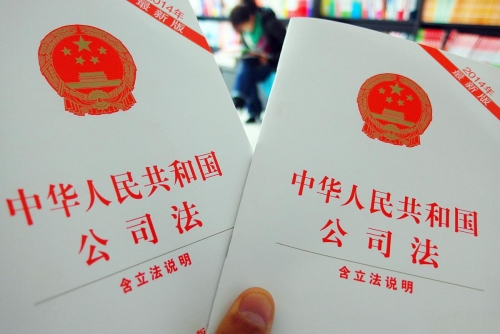 2014年
最新版
中华人民共和国
公司法
含立法说明
2014年
最新版
中华人民共和国
公司法
含立法说明